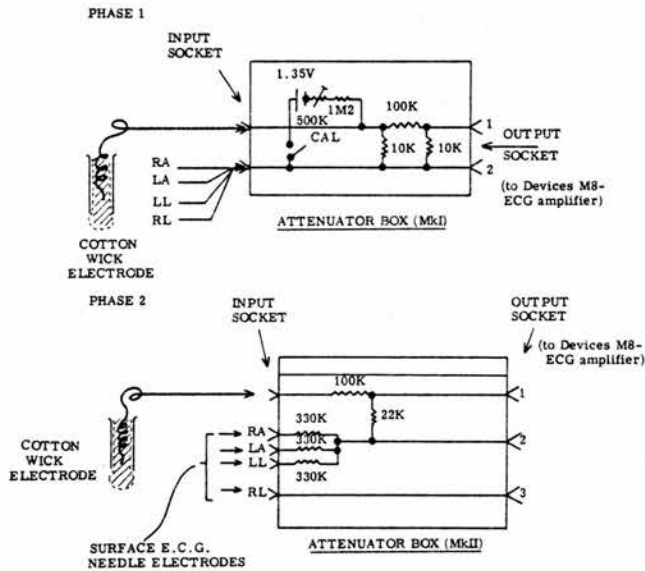 PHASE 1
INPUT
SOCKET
1.35V
1M2
500K
100K
CAL
10K
10K
1
2
OUTPUT
SOCKET
(to Devices M8-
ECG amplifier)
RA
LA
LL
RL
ATTENUATOR BOX (MkI)
COTTON
WICK
ELECTRODE
PHASE 2
INPUT
SOCKET
OUTPUT
SOCKET
(to Devices M8-
ECG amplifier)
100K
1
22K
RA
330K
2
LA
330K
LL
330K
RL
3
COTTON
WICK
ELECTRODE
SURFACE E.C.G.
NEEDLE ELECTRODES
ATTENUATOR BOX (MkII)